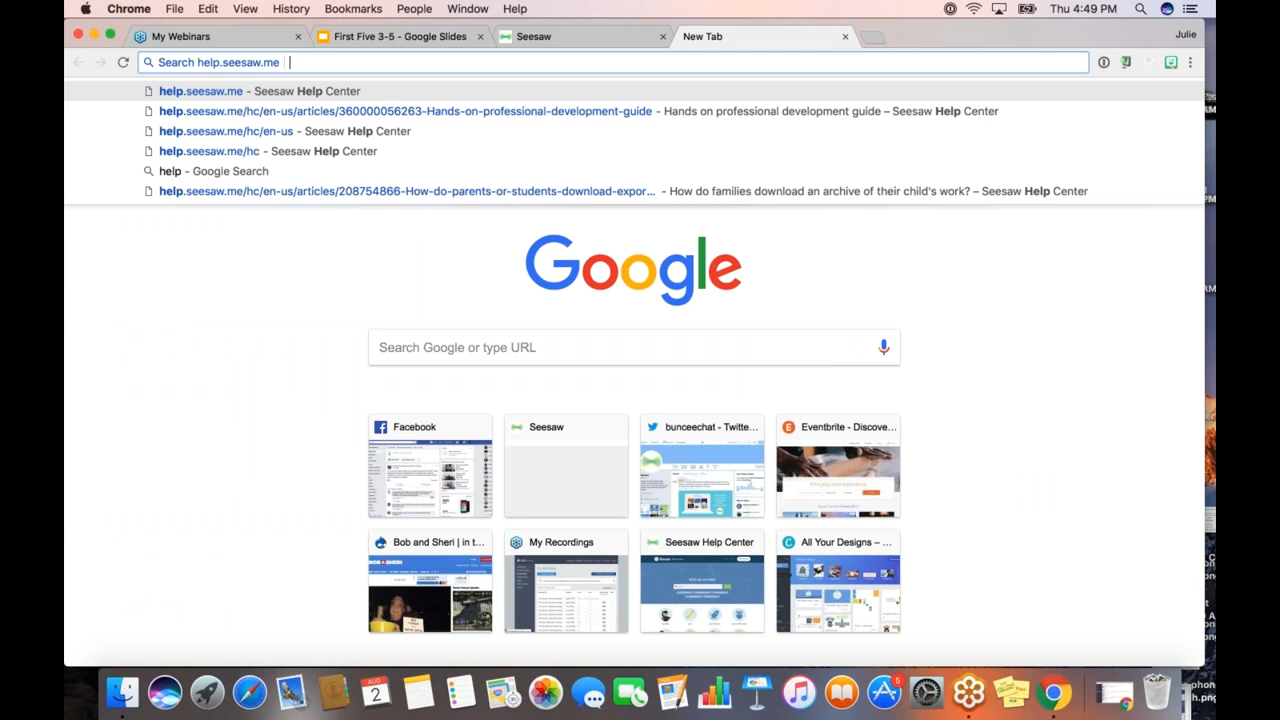 Chrome File Edit View History Bookmarks People Window Help Thu 4:49 PM
My Webinars First Five 3-5 - Google Slides Seesaw New Tab Julie
Search help.seesaw.me
help.seesaw.me - Seesaw Help Center
help.seesaw.me/hc/en-us/articles/360000056263-Hands-on-professional-development-guide - Hands on professional development guide – Seesaw Help Center
help.seesaw.me/hc/en-us - Seesaw Help Center
help.seesaw.me/hc - Seesaw Help Center
help - Google Search
help.seesaw.me/hc/en-us/articles/208754866-How-do-parents-or-students-download-expor... - How do families download an archive of their child's work? – Seesaw Help Center
Google
Search Google or type URL
Facebook Seesaw bunceechat - Twitte... Eventbrite - Discove...
Bob and Sheri | in t... My Recordings Seesaw Help Center All Your Designs – ...
AUG
2
5